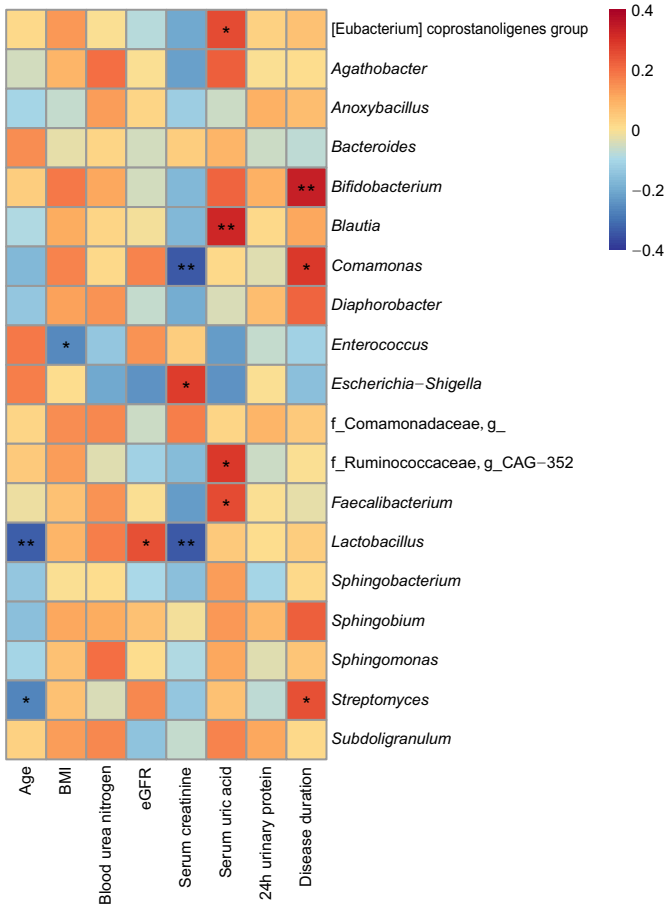 [Eubacterium] coprostanoligenes group
*
Agathobacter
Anoxybacillus
Bacteroides
** Bifidobacterium
** Blautia
** * Comamonas
Diaphorobacter
* Enterococcus
* Escherichia−Shigella
f_Comamonadaceae, g_
* f_Ruminococcaceae, g_CAG−352
* Faecalibacterium
** * ** Lactobacillus
Sphingobacterium
Sphingobium
Sphingomonas
* * Streptomyces
Subdoligranulum
0.4
0.2
0
−0.2
−0.4
Age
BMI
Blood urea nitrogen
eGFR
Serum creatinine
Serum uric acid
24h urinary protein
Disease duration